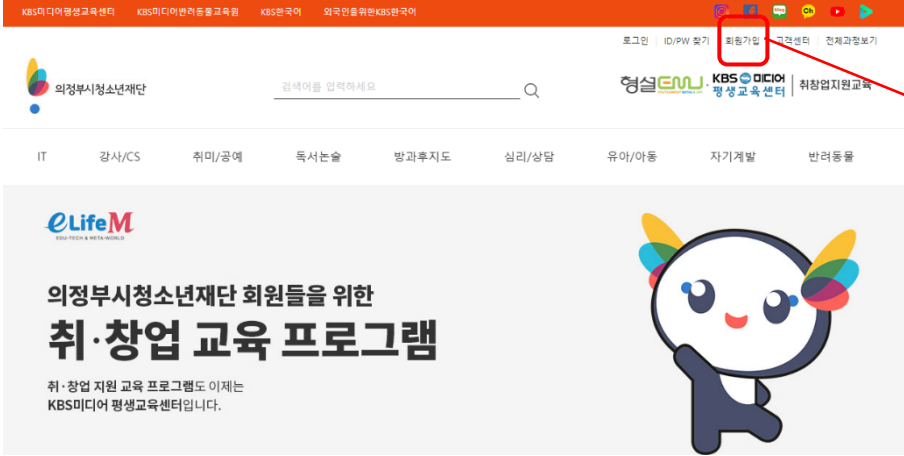 KBS미디어평생교육센터 KBS미디어반려동물교육원 KBS한국어 외국인을위한KBS한국어
로그인 ID/PW 찾기 회원가입 고객센터 전체과정보기
의정부시청소년재단 검색어를 입력하세요 형설EMJ · KBS 미디어 평생교육센터 취창업지원교육
IT 강사/CS 취미/공예 독서논술 방과후지도 심리/상담 유아/아동 자기계발 반려동물
eLifeM
EDU-TECH & META-WORLD
의정부시청소년재단 회원들을 위한
취·창업 교육 프로그램
취·창업 지원 교육 프로그램도 이제는
KBS미디어 평생교육센터입니다.